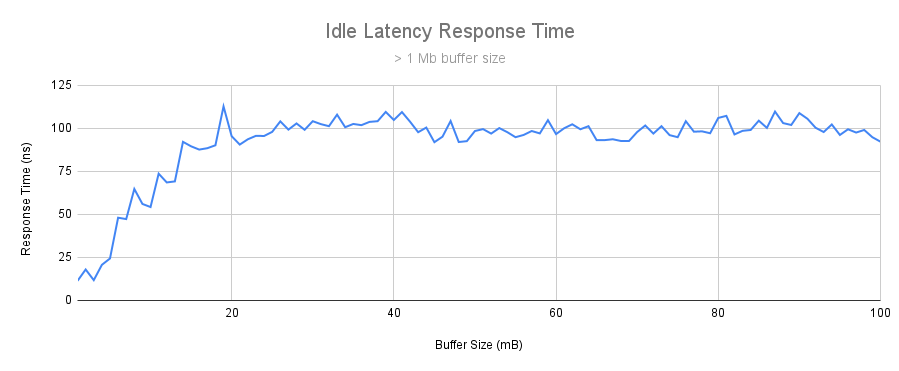 Idle Latency Response Time
> 1 Mb buffer size
Response Time (ns)
125
100
75
50
25
0
20
40
60
80
100
Buffer Size (mB)